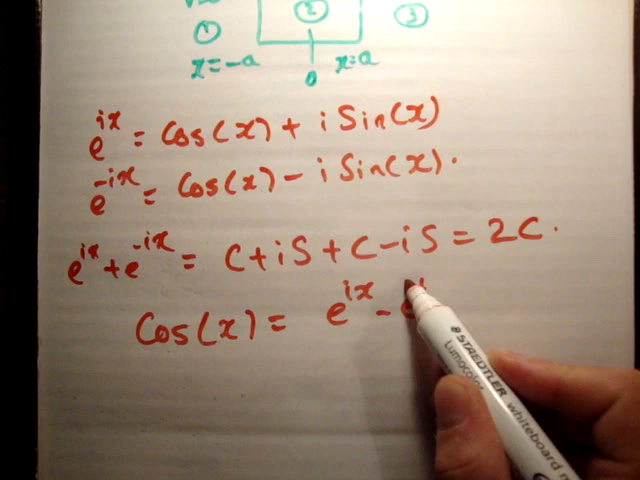 ① ② ③
x=-a 0 x=a
e^{ix} = Cos(x) + i Sin(x)
e^{-ix} = Cos(x) - i Sin(x).
e^{ix} + e^{-ix} = C + iS + C - iS = 2C.
Cos(x) = e^{ix} - e
STAEDTLER
Lumocolor whiteboard